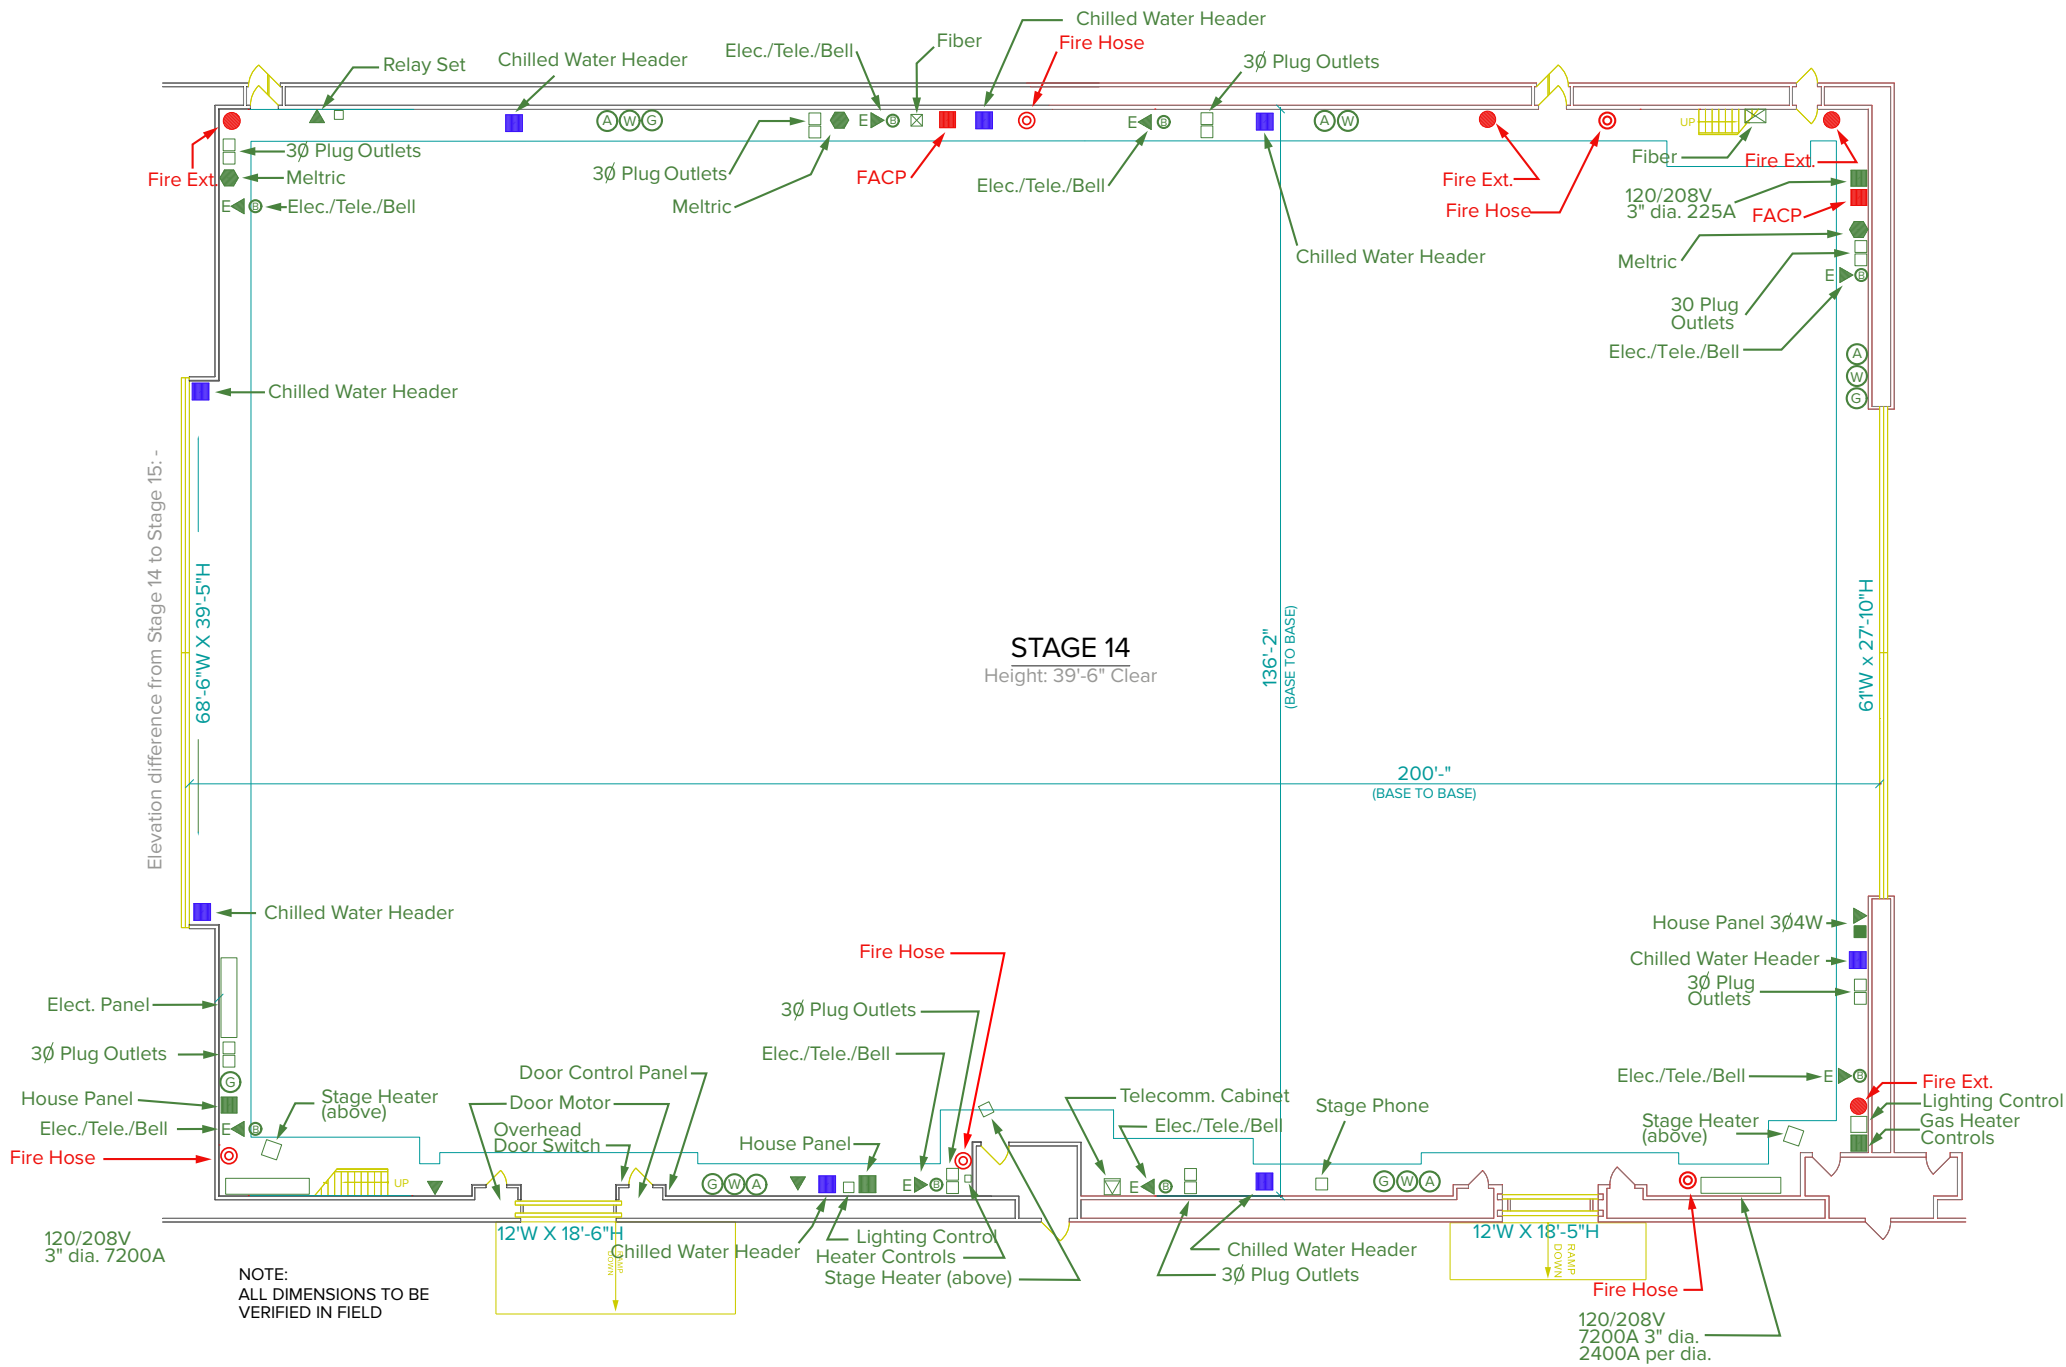 Chilled Water Header
Fire Hose
Fiber
Elec./Tele./Bell
Chilled Water Header
Relay Set
3Ø Plug Outlets
A W G
E B
E B
A W
UP
3Ø Plug Outlets
Fire Ext.
Meltric
E B
Elec./Tele./Bell
3Ø Plug Outlets
Meltric
FACP
Elec./Tele./Bell
Chilled Water Header
Fire Ext.
Fire Hose
Fiber
Fire Ext.
120/208V
3" dia. 225A
FACP
Meltric
E B
30 Plug
Outlets
Elec./Tele./Bell
A
W
G
Chilled Water Header
Elevation difference from Stage 14 to Stage 15: -
68'-6"W X 39'-5"H
STAGE 14
Height: 39'-6" Clear
136'-2"
(BASE TO BASE)
61'W x 27'-10"H
200'-"
(BASE TO BASE)
Chilled Water Header
House Panel 3Ø4W
Chilled Water Header
3Ø Plug
Outlets
Fire Hose
Elect. Panel
3Ø Plug Outlets
3Ø Plug Outlets
Elec./Tele./Bell
G
House Panel
Elec./Tele./Bell
E B
Fire Hose
Stage Heater
(above)
Door Control Panel
Door Motor
Overhead
Door Switch
House Panel
Telecomm. Cabinet
Elec./Tele./Bell
Stage Phone
Elec./Tele./Bell
E B
Fire Ext.
Lighting Control
Gas Heater
Controls
Stage Heater
(above)
UP
G W A
E B
E B
G W A
12'W X 18'-6"H
RAMP
DOWN
Chilled Water Header
Lighting Control
Heater Controls
Stage Heater (above)
Chilled Water Header
3Ø Plug Outlets
12'W X 18'-5"H
RAMP
DOWN
Fire Hose
120/208V
7200A 3" dia.
2400A per dia.
120/208V
3" dia. 7200A
NOTE:
ALL DIMENSIONS TO BE
VERIFIED IN FIELD